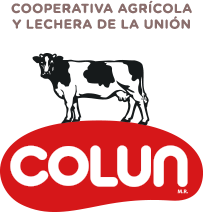 COOPERATIVA AGRÍCOLA
Y LECHERA DE LA UNIÓN
COLUN
M.R.